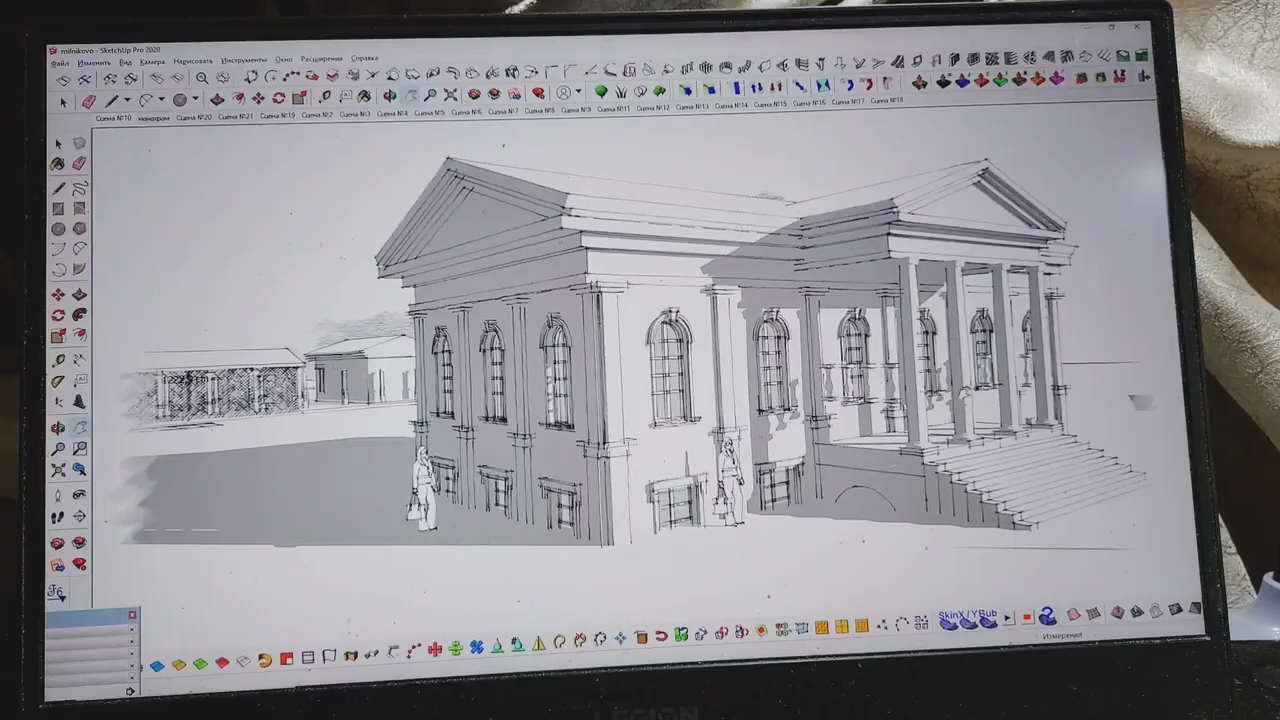 milnikovo - SketchUp Pro 2020
Файл Изменить Вид Камера Нарисовать Инструменты Окно Расширения Справка
Сцена №10 монохром Сцена №20 Сцена №21 Сцена №19 Сцена №2 Сцена №3 Сцена №4 Сцена №5 Сцена №6 Сцена №7 Сцена №8 Сцена №9 Сцена №11 Сцена №12 Сцена №13 Сцена №14 Сцена №15 Сцена №16 Сцена №17 Сцена №18
SkinX / YBub
Измерения
LEGION